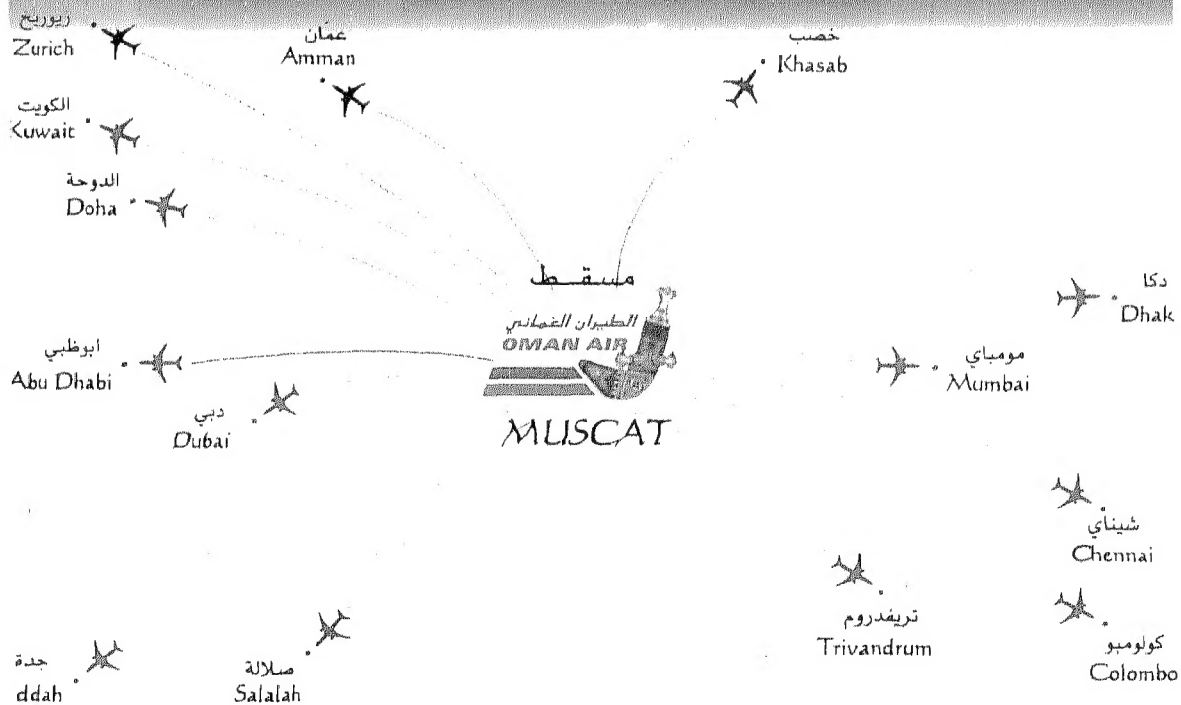 زيوريخ
Zurich
عمّان
Amman
خصب
Khasab
الكويت
Kuwait
الدوحة
Doha
مسقط
الطيران العماني
OMAN AIR
MUSCAT
دكا
Dhak
ابوظبي
Abu Dhabi
مومباي
Mumbai
دبي
Dubai
شيناي
Chennai
تريفدروم
Trivandrum
كولومبو
Colombo
جدة
ddah
صلالة
Salalah